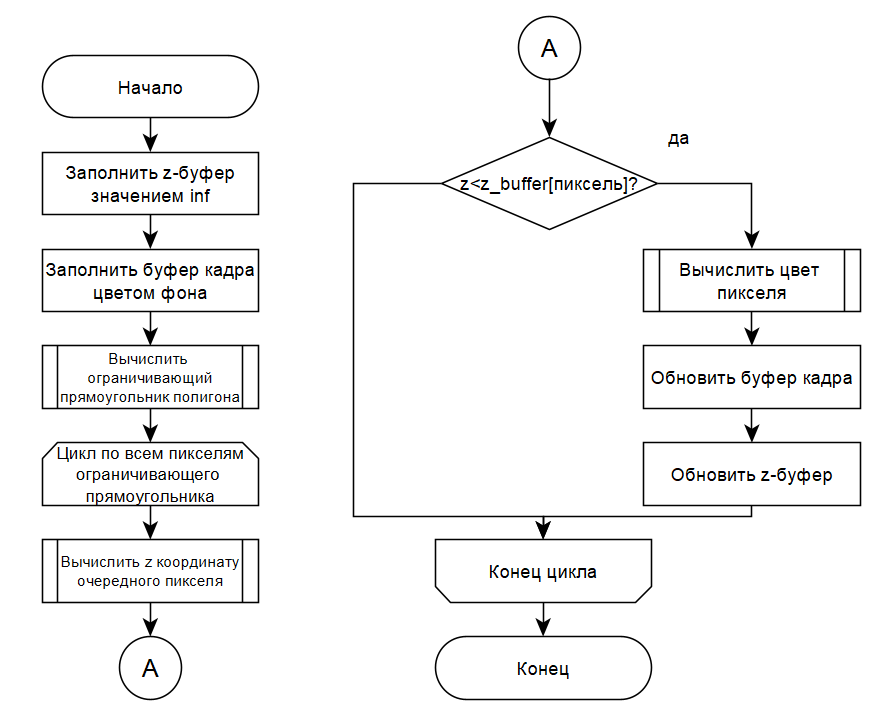 Начало
Заполнить z-буфер
значением inf
Заполнить буфер кадра
цветом фона
Вычислить
ограничивающий
прямоугольник полигона
Цикл по всем пикселям
ограничивающего
прямоугольника
Вычислить z координату
очередного пикселя
А
А
да
z<z_buffer[пиксель]?
Вычислить цвет
пикселя
Обновить буфер кадра
Обновить z-буфер
Конец цикла
Конец